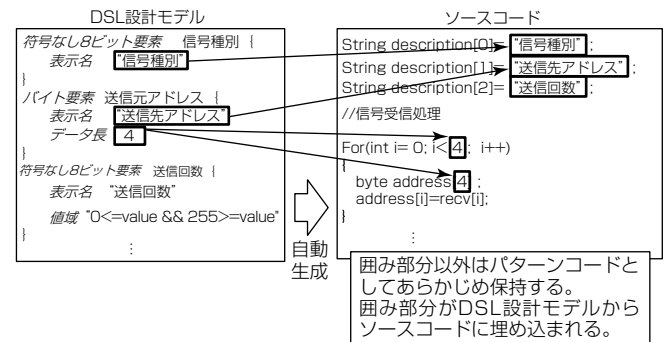 DSL設計モデル
符号なし8ビット要素 信号種別 {
表示名 "信号種別"
}
バイト要素 送信元アドレス {
表示名 "送信先アドレス"
データ長 4
}
符号なし8ビット要素 送信回数 {
表示名 "送信回数"
値域 "0<=value && 255>=value"
}
⋮
自動
生成
ソースコード
String description[0]= "信号種別" ;
String description[1]= "送信先アドレス" ;
String description[2]= "送信回数" ;
//信号受信処理
For(int i= 0; i< 4; i++)
{
byte address[4] ;
address[i]=recv[i];
}
⋮
囲み部分以外はパターンコードと
してあらかじめ保持する。
囲み部分がDSL設計モデルから
ソースコードに埋め込まれる。